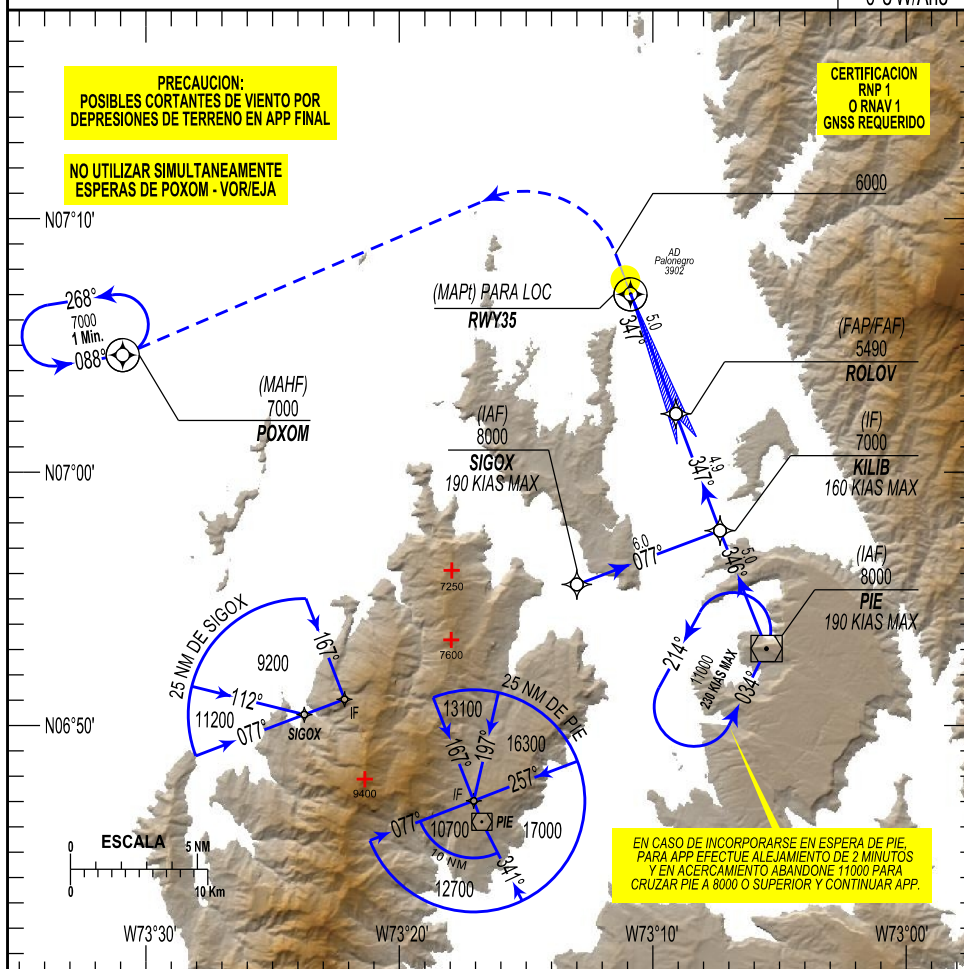 PRECAUCION:
POSIBLES CORTANTES DE VIENTO POR
DEPRESIONES DE TERRENO EN APP FINAL
NO UTILIZAR SIMULTANEAMENTE
ESPERAS DE POXOM - VOR/EJA
CERTIFICACION
RNP 1
O RNAV 1
GNSS REQUERIDO
6000
N07°10'
AD
Palonegro
3902
268°
7000
1 Min.
088°
(MAPt) PARA LOC
RWY35
347°
5.0
(FAP/FAF)
5490
ROLOV
(MAHF)
7000
POXOM
(IAF)
8000
SIGOX
190 KIAS MAX
(IF)
7000
KILIB
160 KIAS MAX
N07°00'
347°
4.9
6.0
077°
346°
5.0
(IAF)
8000
PIE
190 KIAS MAX
7250
7600
9400
214°
11000
230 KIAS MAX
034°
25 NM DE SIGOX
9200
167°
112°
11200
077°
SIGOX
IF
N06°50'
25 NM DE PIE
13100
16300
167°
197°
257°
IF
PIE
077°
10700
10 NM
17000
341°
12700
ESCALA
0
5 NM
0
10 Km
EN CASO DE INCORPORARSE EN ESPERA DE PIE,
PARA APP EFECTUE ALEJAMIENTO DE 2 MINUTOS
Y EN ACERCAMIENTO ABANDONE 11000 PARA
CRUZAR PIE A 8000 O SUPERIOR Y CONTINUAR APP.
W73°30'
W73°20'
W73°10'
W73°00'